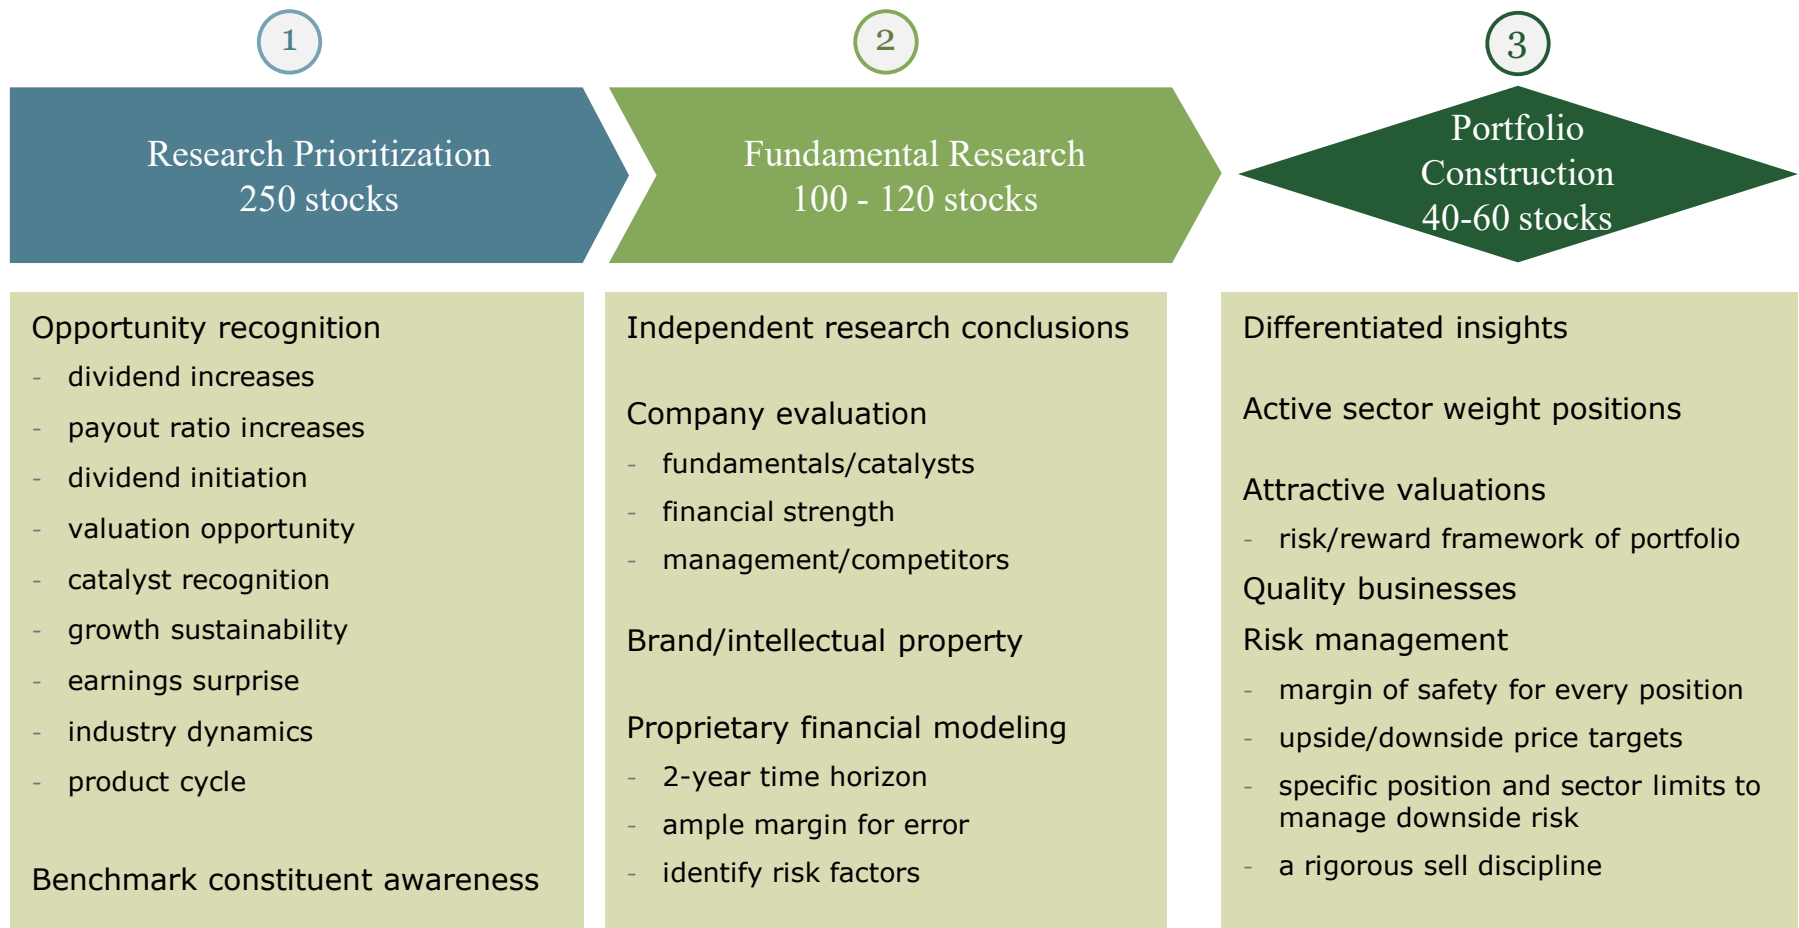 1
Research Prioritization
250 stocks
Opportunity recognition
- dividend increases
- payout ratio increases
- dividend initiation
- valuation opportunity
- catalyst recognition
- growth sustainability
- earnings surprise
- industry dynamics
- product cycle
Benchmark constituent awareness
2
Fundamental Research
100 - 120 stocks
Independent research conclusions
Company evaluation
- fundamentals/catalysts
- financial strength
- management/competitors
Brand/intellectual property
Proprietary financial modeling
- 2-year time horizon
- ample margin for error
- identify risk factors
3
Portfolio
Construction
40-60 stocks
Differentiated insights
Active sector weight positions
Attractive valuations
- risk/reward framework of portfolio
Quality businesses
Risk management
- margin of safety for every position
- upside/downside price targets
- specific position and sector limits to
manage downside risk
- a rigorous sell discipline